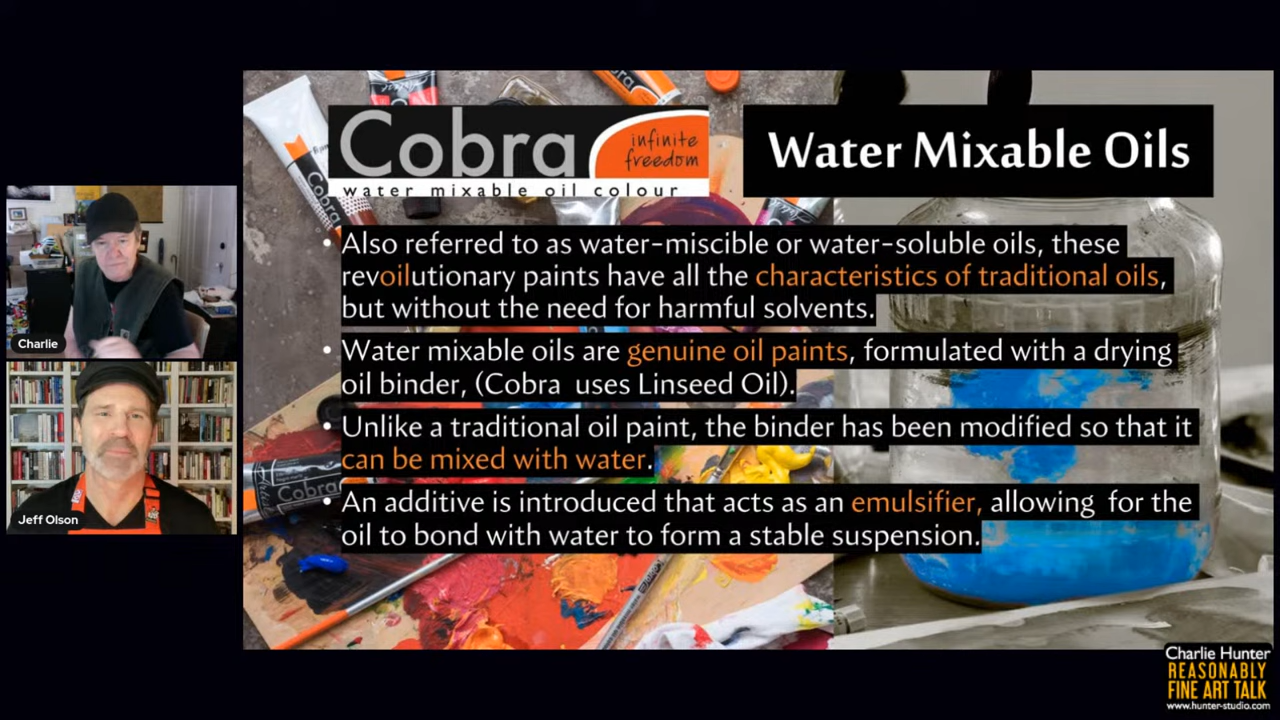 Cobra
infinite
freedom
water mixable oil colour
Water Mixable Oils
• Also referred to as water-miscible or water-soluble oils, these
revoilutionary paints have all the characteristics of traditional oils,
but without the need for harmful solvents.
• Water mixable oils are genuine oil paints, formulated with a drying
oil binder, (Cobra uses Linseed Oil).
• Unlike a traditional oil paint, the binder has been modified so that it
can be mixed with water.
• An additive is introduced that acts as an emulsifier, allowing for the
oil to bond with water to form a stable suspension.
Charlie
Jeff Olson
Cobra
Cobra
Charlie Hunter
REASONABLY
FINE ART TALK
www.hunter-studio.com